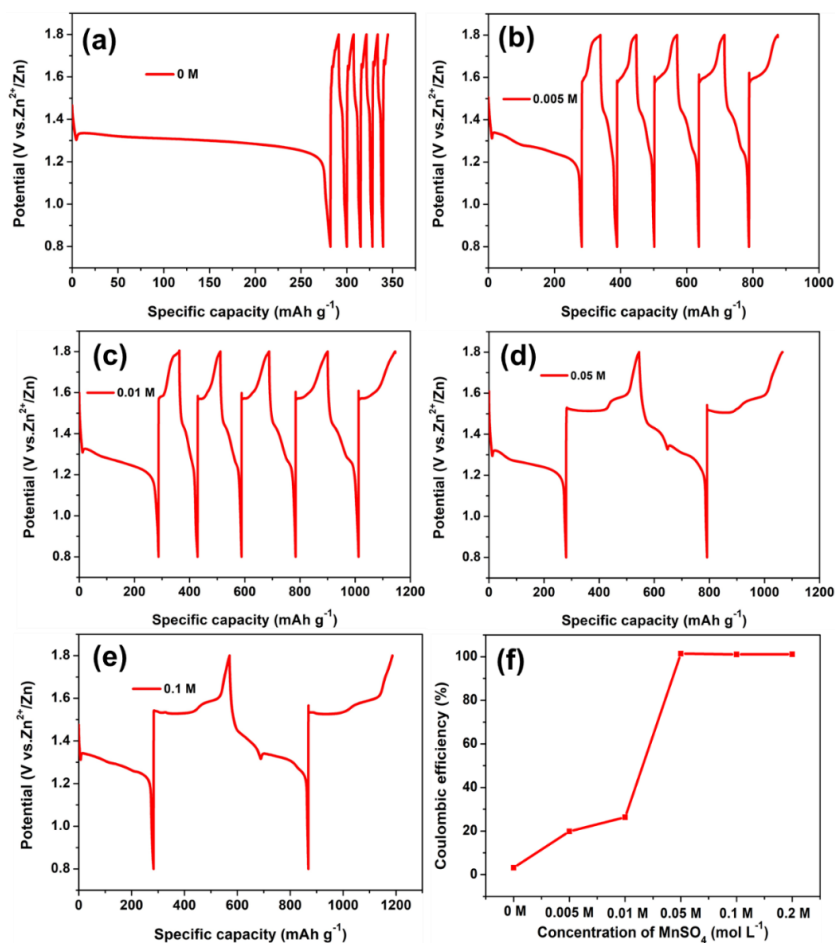 (a)
0 M
1.8
1.6
1.4
1.2
1.0
0.8
Potential (V vs.Zn²⁺/Zn)
0 50 100 150 200 250 300 350
Specific capacity (mAh g⁻¹)
(b)
0.005 M
1.8
1.6
1.4
1.2
1.0
0.8
Potential (V vs.Zn²⁺/Zn)
0 200 400 600 800 1000
Specific capacity (mAh g⁻¹)
(c)
0.01 M
1.8
1.6
1.4
1.2
1.0
0.8
Potential (V vs.Zn²⁺/Zn)
0 200 400 600 800 1000 1200
Specific capacity (mAh g⁻¹)
(d)
0.05 M
1.8
1.6
1.4
1.2
1.0
0.8
Potential (V vs.Zn²⁺/Zn)
0 200 400 600 800 1000 1200
Specific capacity (mAh g⁻¹)
(e)
0.1 M
1.8
1.6
1.4
1.2
1.0
0.8
Potential (V vs.Zn²⁺/Zn)
0 200 400 600 800 1000 1200
Specific capacity (mAh g⁻¹)
(f)
100
80
60
40
20
0
Coulombic efficiency (%)
0 M 0.005 M 0.01 M 0.05 M 0.1 M 0.2 M
Concentration of MnSO₄ (mol L⁻¹)